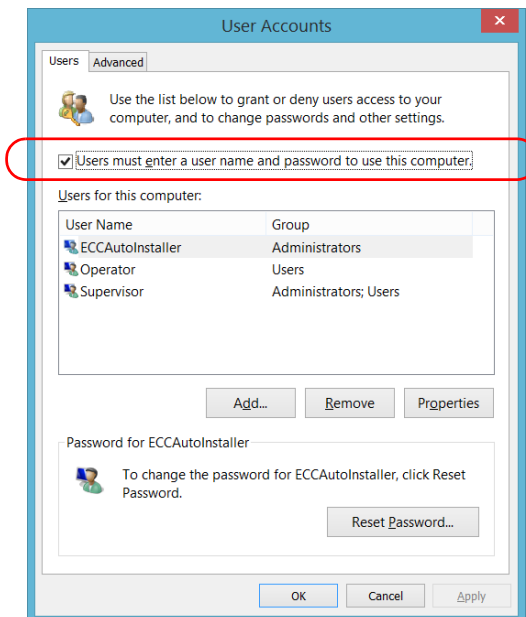 User Accounts
Users
Advanced
Use the list below to grant or deny users access to your
computer, and to change passwords and other settings.
Users must enter a user name and password to use this computer.
Users for this computer:
User Name Group
ECCAutoInstaller Administrators
Operator Users
Supervisor Administrators; Users
Add... Remove Properties
Password for ECCAutoInstaller
To change the password for ECCAutoInstaller, click Reset
Password.
Reset Password...
OK Cancel Apply